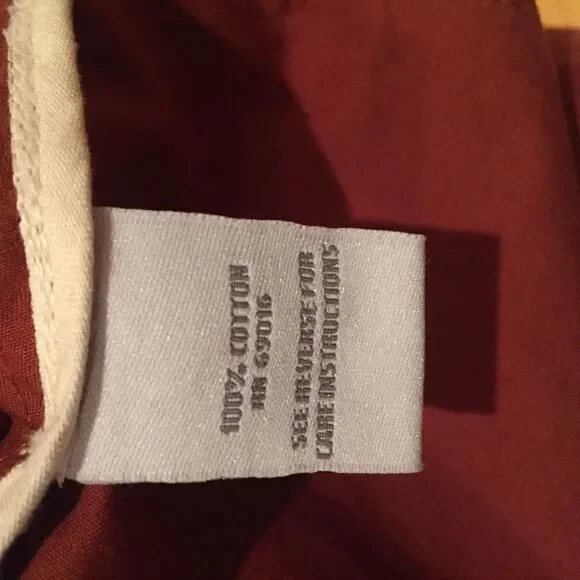 100% COTTON
RN 69016
SEE REVERSE FOR
CARE INSTRUCTIONS